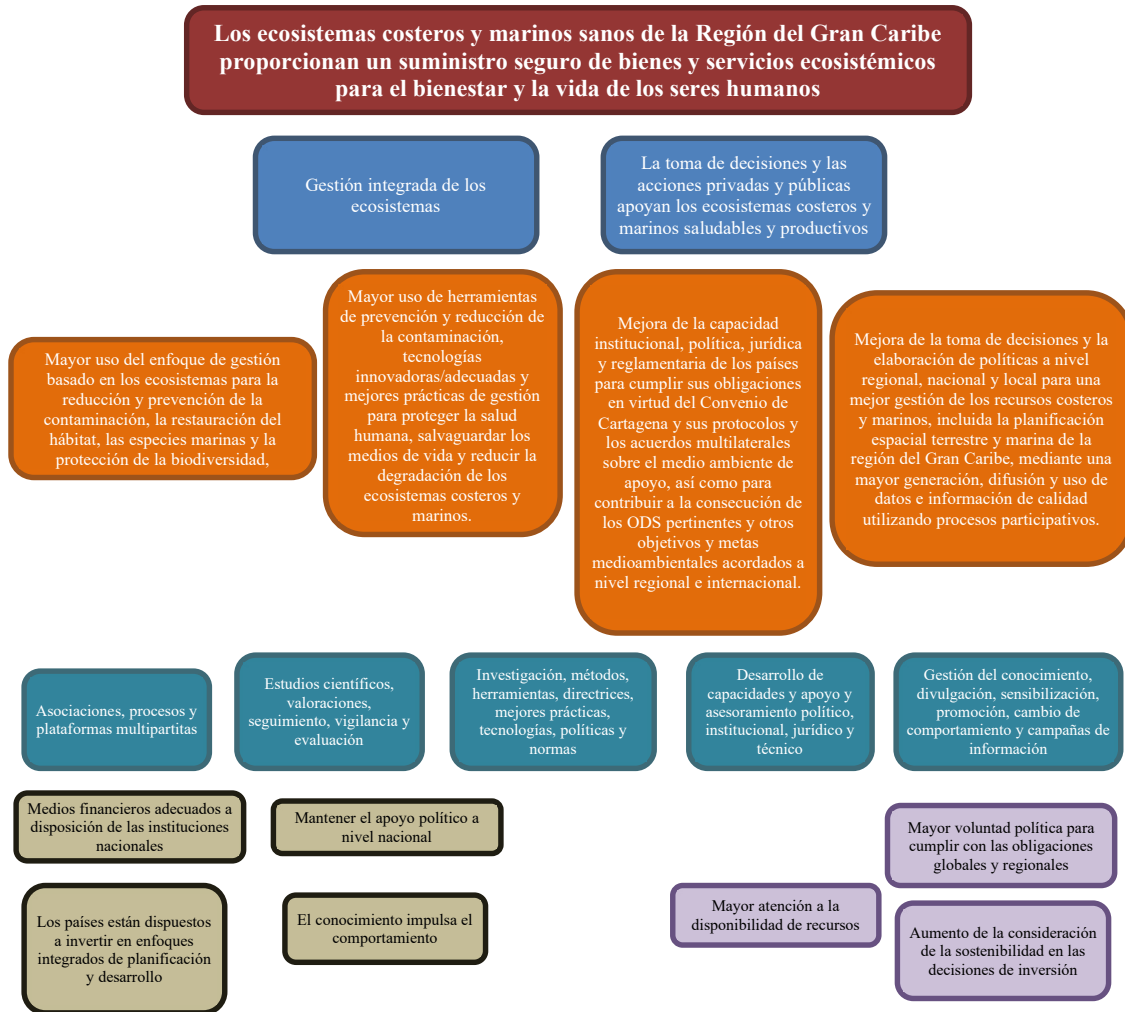 Los ecosistemas costeros y marinos sanos de la Región del Gran Caribe
proporcionan un suministro seguro de bienes y servicios ecosistémicos
para el bienestar y la vida de los seres humanos
Gestión integrada de los
ecosistemas
La toma de decisiones y las
acciones privadas y públicas
apoyan los ecosistemas costeros y
marinos saludables y productivos
Mayor uso del enfoque de gestión
basado en los ecosistemas para la
reducción y prevención de la
contaminación, la restauración del
hábitat, las especies marinas y la
protección de la biodiversidad,
Mayor uso de herramientas
de prevención y reducción de
la contaminación,
tecnologías
innovadoras/adecuadas y
mejores prácticas de gestión
para proteger la salud
humana, salvaguardar los
medios de vida y reducir la
degradación de los
ecosistemas costeros y
marinos.
Mejora de la capacidad
institucional, política, jurídica
y reglamentaria de los países
para cumplir sus obligaciones
en virtud del Convenio de
Cartagena y sus protocolos y
los acuerdos multilaterales
sobre el medio ambiente de
apoyo, así como para
contribuir a la consecución de
los ODS pertinentes y otros
objetivos y metas
medioambientales acordados a
nivel regional e internacional.
Mejora de la toma de decisiones y la
elaboración de políticas a nivel
regional, nacional y local para una
mejor gestión de los recursos costeros
y marinos, incluida la planificación
espacial terrestre y marina de la
región del Gran Caribe, mediante una
mayor generación, difusión y uso de
datos e información de calidad
utilizando procesos participativos.
Asociaciones, procesos y
plataformas multipartitas
Estudios científicos,
valoraciones,
seguimiento, vigilancia y
evaluación
Investigación, métodos,
herramientas, directrices,
mejores prácticas,
tecnologías, políticas y
normas
Desarrollo de
capacidades y apoyo y
asesoramiento político,
institucional, jurídico y
técnico
Gestión del conocimiento,
divulgación, sensibilización,
promoción, cambio de
comportamiento y campañas de
información
Medios financieros adecuados a
disposición de las instituciones
nacionales
Mantener el apoyo político a
nivel nacional
Mayor voluntad política para
cumplir con las obligaciones
globales y regionales
Los países están dispuestos
a invertir en enfoques
integrados de planificación
y desarrollo
El conocimiento impulsa el
comportamiento
Mayor atención a la
disponibilidad de recursos
Aumento de la consideración
de la sostenibilidad en las
decisiones de inversión